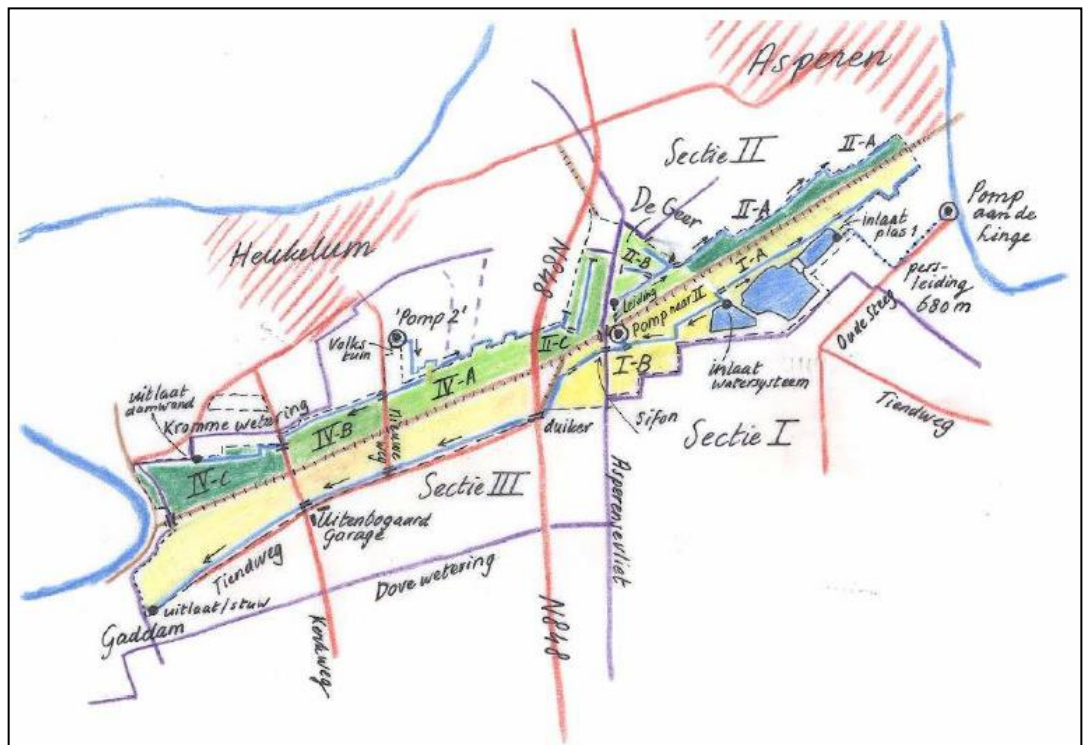 Asperen
Sectie II
II-A
II-A
Pomp
aan de
Linge
De Geer
inlaat
plas 1
Heukelum
N848
II-B
I-A
pers-
leiding
680 m
leiding
Pomp naar II
'Pomp 2'
Volks
tuin
II-C
Oude Steeg
I-B
inlaat
watersysteem
IV-A
uitlaat
damwand
Kromme wetering
IV-B
Nieuwe
weg
duiker
Sifon
Tiendweg
Sectie I
IV-C
Sectie III
Asperensevliet
Uitenbogaard
Garage
Tiendweg
Dove wetering
uitlaat/stuw
Gaddam
Kerkweg
N848